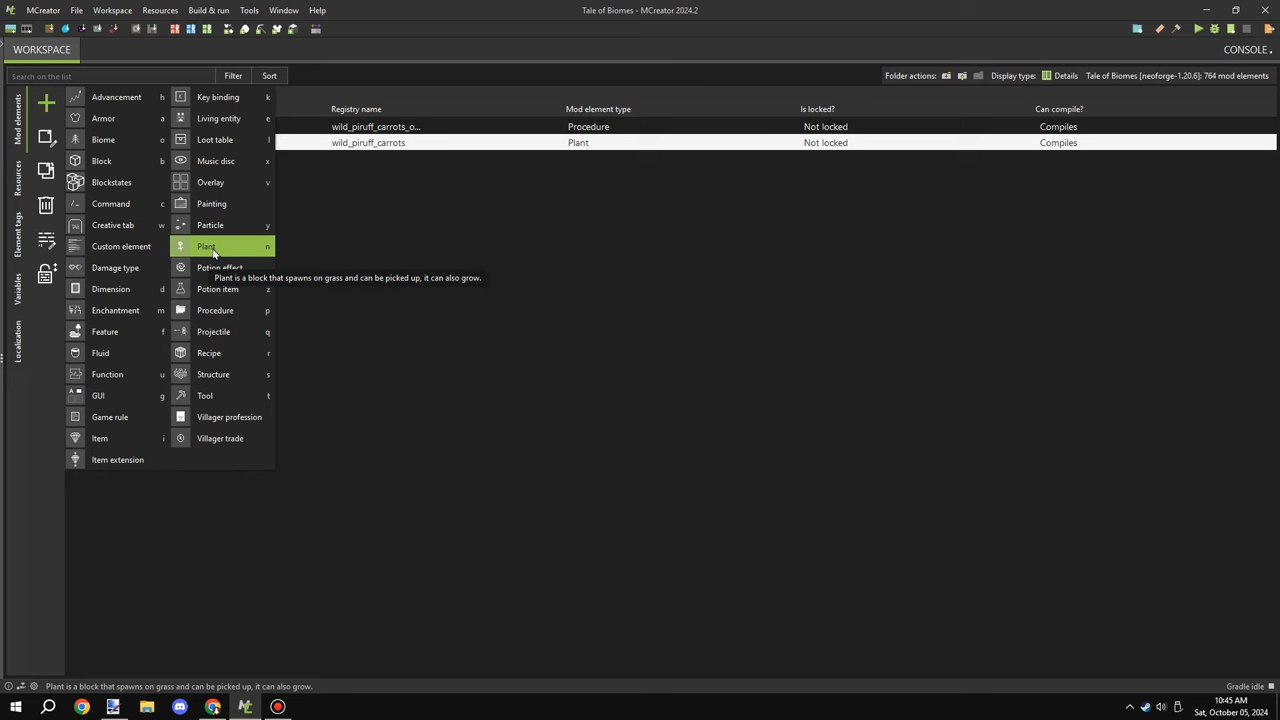 MCreator File Workspace Resources Build & run Tools Window Help Tale of Biomes - MCreator 2024.2
WORKSPACE CONSOLE
Search on the list Filter Sort Folder actions: Display type: Details Tale of Biomes [neoforge-1.20.6]: 764 mod elements
Mod elements
Resources
Element tags
Variables
Localization
Registry name Mod element type Is locked? Can compile?
wild_piruff_carrots_o... Procedure Not locked Compiles
wild_piruff_carrots Plant Not locked Compiles
Advancement h Key binding k
Armor a Living entity e
Biome o Loot table l
Block b Music disc x
Blockstates Overlay v
Command c Painting
Creative tab w Particle y
Custom element Plant n
Damage type Potion effect
Plant is a block that spawns on grass and can be picked up, it can also grow.
Dimension d Potion item z
Enchantment m Procedure p
Feature f Projectile q
Fluid Recipe r
Function u Structure s
GUI g Tool t
Game rule Villager profession
Item i Villager trade
Item extension
Plant is a block that spawns on grass and can be picked up, it can also grow. Gradle idle
10:45 AM
Sat, October 05, 2024